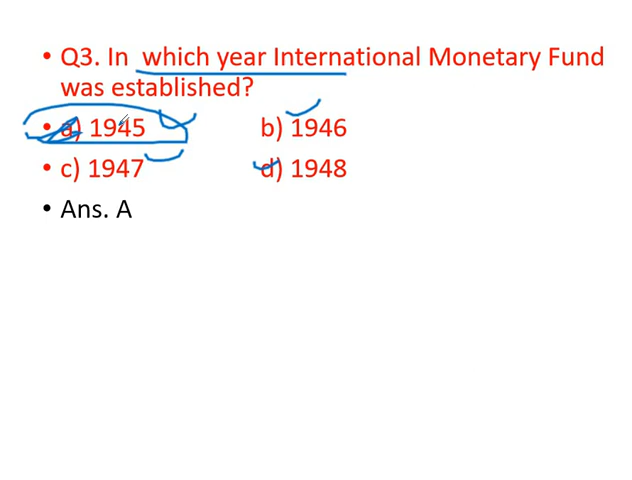 • Q3. In which year International Monetary Fund
was established?
• a) 1945 b) 1946
• c) 1947 d) 1948
• Ans. A